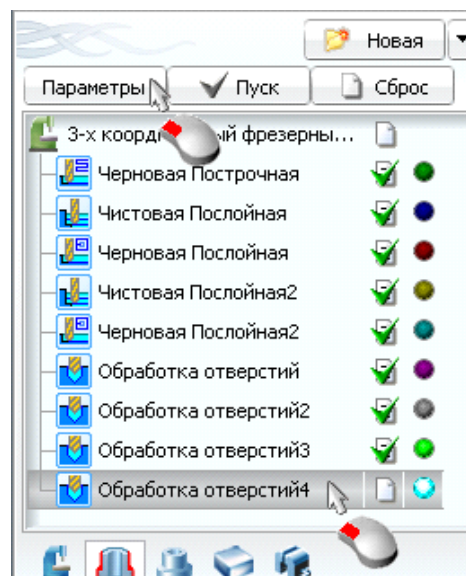 Новая
Параметры Пуск Сброс
3-х коорд ый фрезерны...
Черновая Построчная
Чистовая Послойная
Черновая Послойная
Чистовая Послойная2
Черновая Послойная2
Обработка отверстий
Обработка отверстий2
Обработка отверстий3
Обработка отверстий4